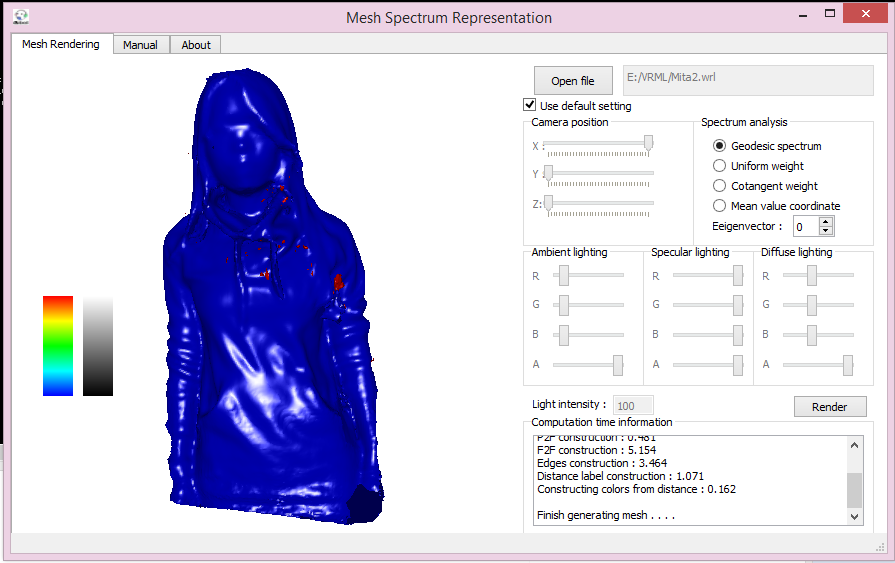 Mesh Spectrum Representation
Mesh Rendering
Manual
About
Open file
E:/VRML/Mita2.wrl
Use default setting
Camera position
X :
Y :
Z:
Spectrum analysis
Geodesic spectrum
Uniform weight
Cotangent weight
Mean value coordinate
Eeigenvector :
0
Ambient lighting
R
G
B
A
Specular lighting
R
G
B
A
Diffuse lighting
R
G
B
A
Light intensity :
100
Render
Computation time information
P2F construction : 0.481
F2F construction : 5.154
Edges construction : 3.464
Distance label construction : 1.071
Constructing colors from distance : 0.162
Finish generating mesh . . . .